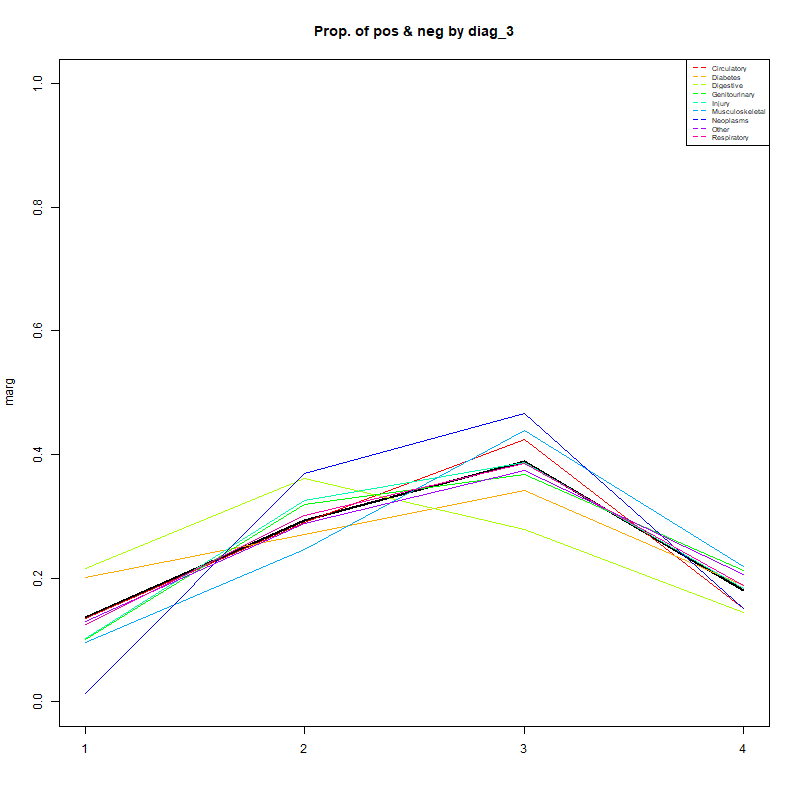 Prop. of pos & neg by diag_3
Circulatory
Diabetes
Digestive
Genitourinary
Injury
Musculoskeletal
Neoplasms
Other
Respiratory
marg
1.0
0.8
0.6
0.4
0.2
0.0
1 2 3 4